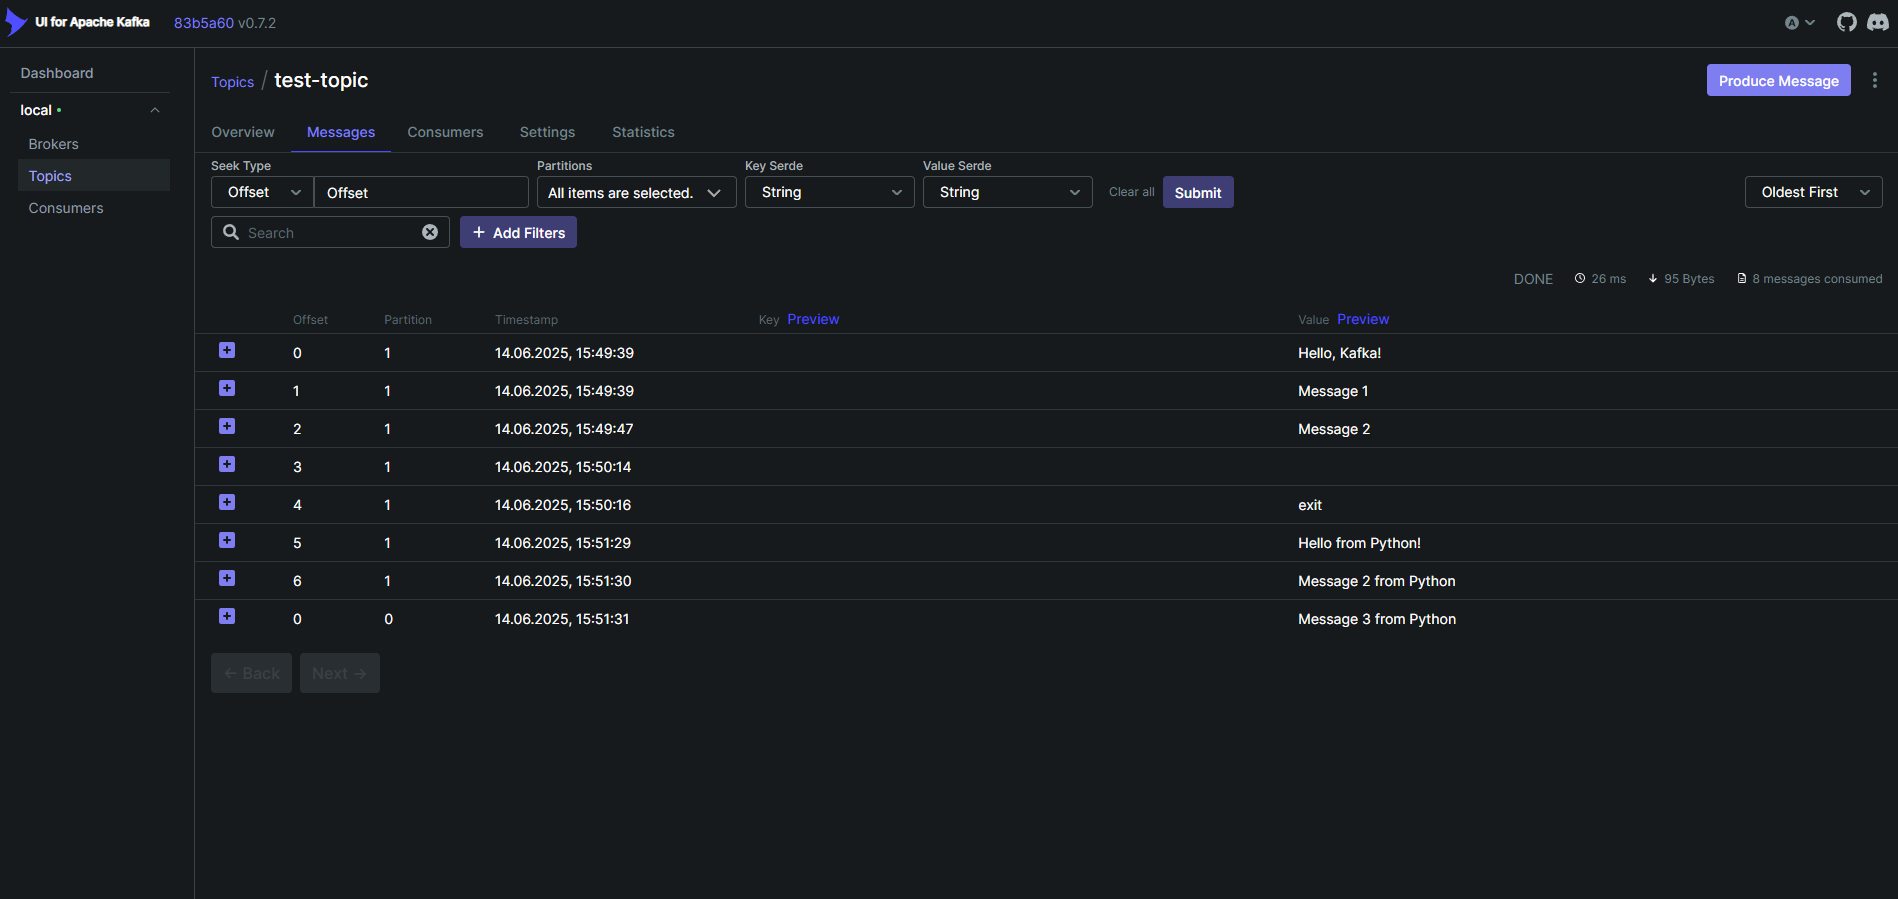 UI for Apache Kafka 83b5a60 v0.7.2 A
Dashboard
local
Brokers
Topics
Consumers
Topics / test-topic
Produce Message
Overview Messages Consumers Settings Statistics
Seek Type Partitions Key Serde Value Serde
Offset Offset All items are selected. String String Clear all Submit Oldest First
Search Add Filters
DONE 26 ms 95 Bytes 8 messages consumed
Offset Partition Timestamp Key Preview Value Preview
0 1 14.06.2025, 15:49:39 Hello, Kafka!
1 1 14.06.2025, 15:49:39 Message 1
2 1 14.06.2025, 15:49:47 Message 2
3 1 14.06.2025, 15:50:14
4 1 14.06.2025, 15:50:16 exit
5 1 14.06.2025, 15:51:29 Hello from Python!
6 1 14.06.2025, 15:51:30 Message 2 from Python
0 0 14.06.2025, 15:51:31 Message 3 from Python
← Back Next →